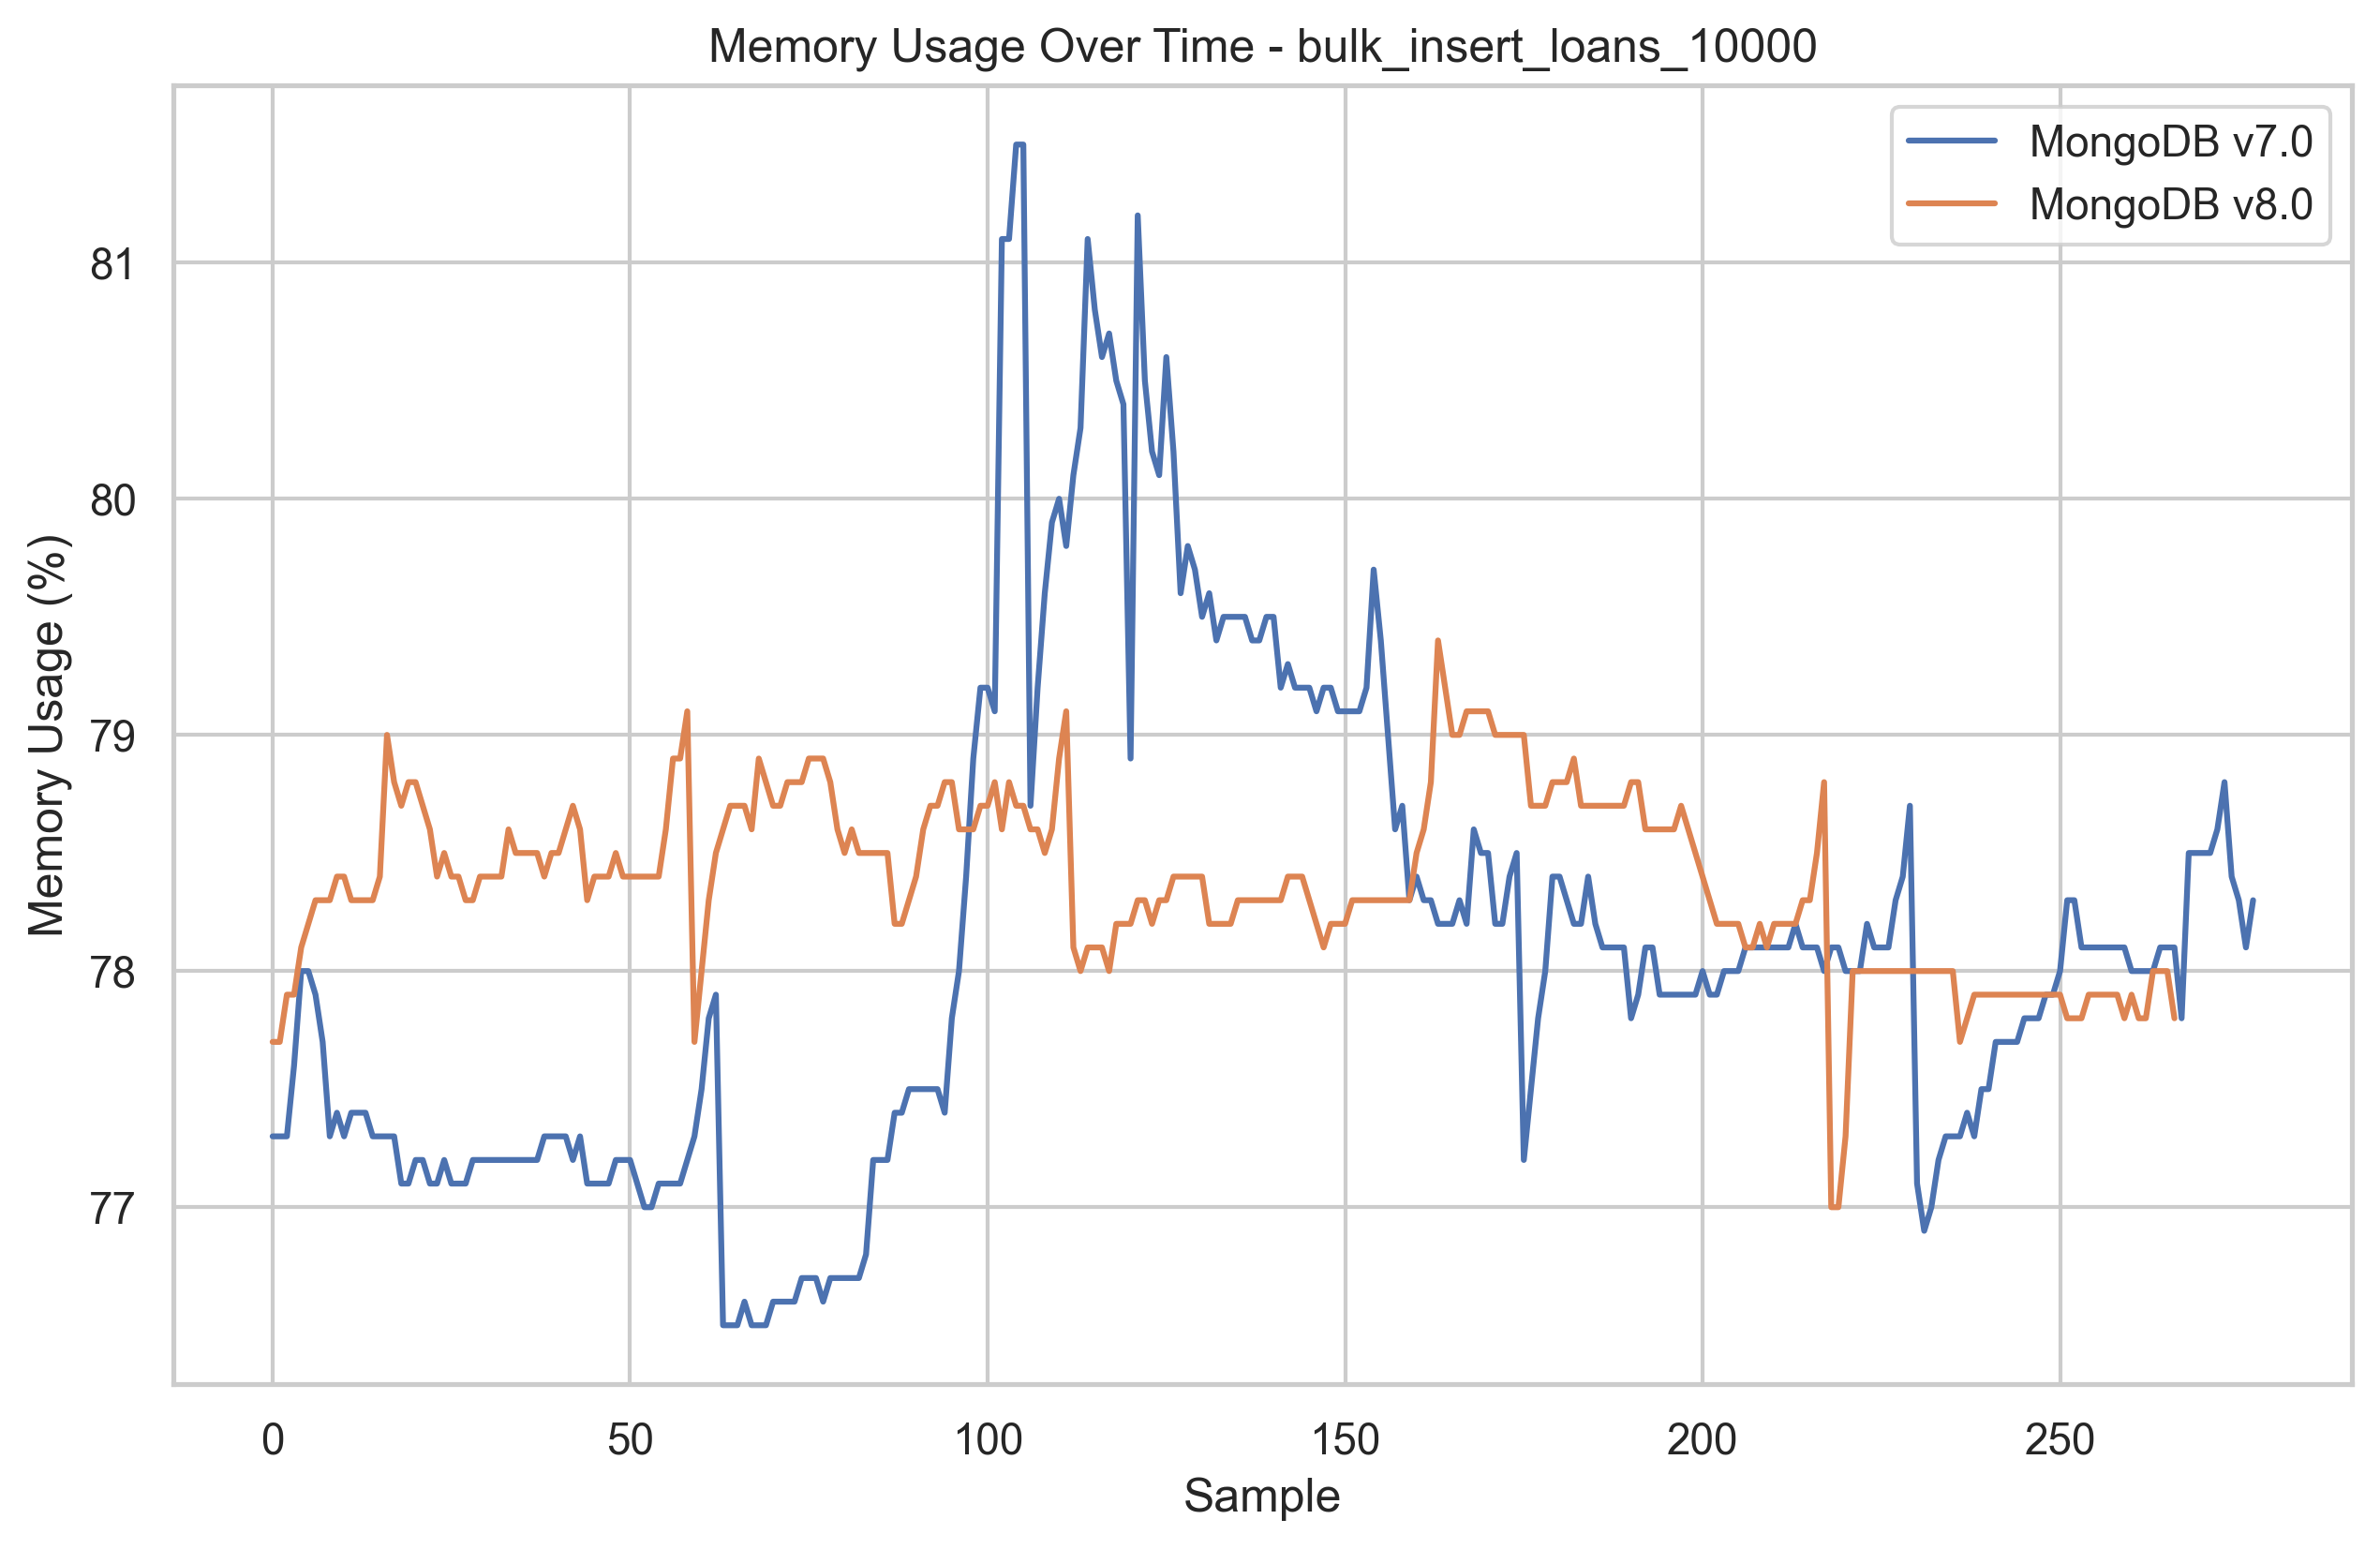 Memory Usage Over Time - bulk_insert_loans_10000
MongoDB v7.0
MongoDB v8.0
Memory Usage (%)
81
80
79
78
77
0 50 100 150 200 250
Sample